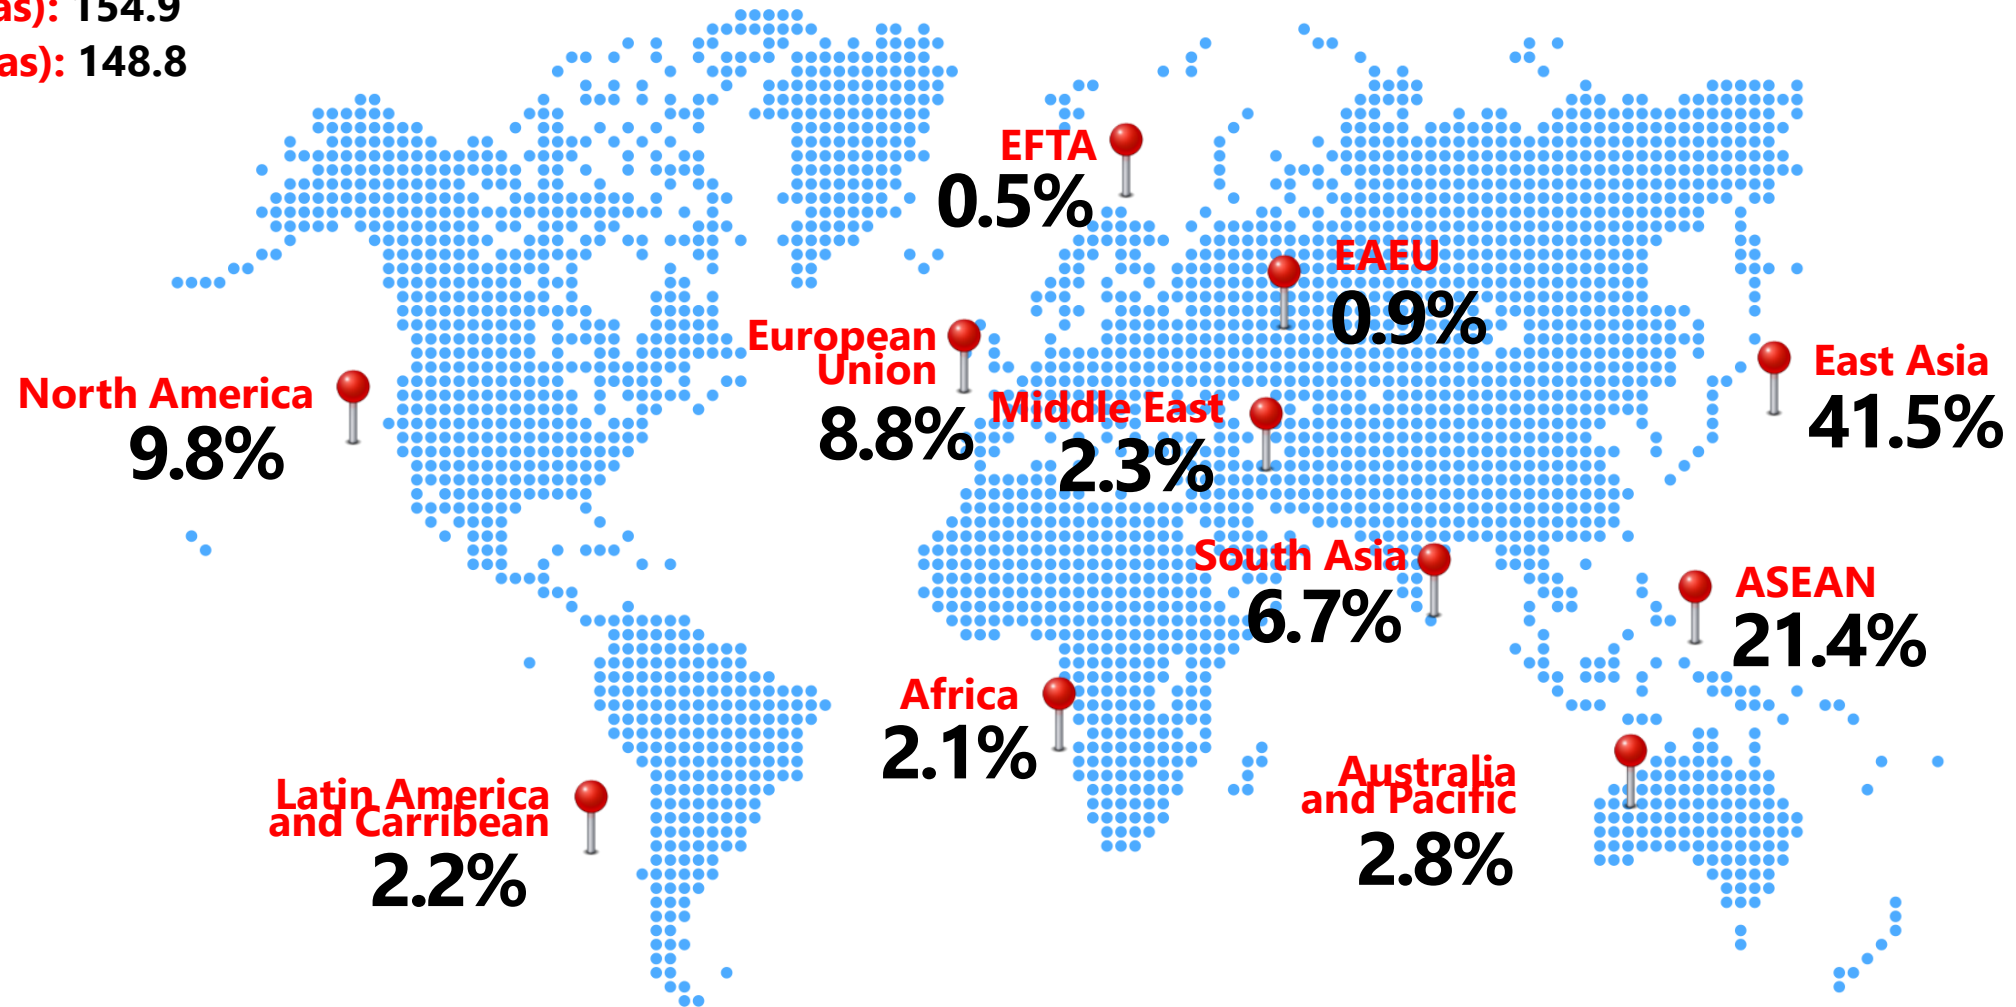 as): 154.9
as): 148.8
EFTA
0.5%
EAEU
0.9%
European
Union
8.8%
North America
9.8%
Middle East
2.3%
East Asia
41.5%
South Asia
6.7%
ASEAN
21.4%
Africa
2.1%
Australia
and Pacific
2.8%
Latin America
and Carribean
2.2%